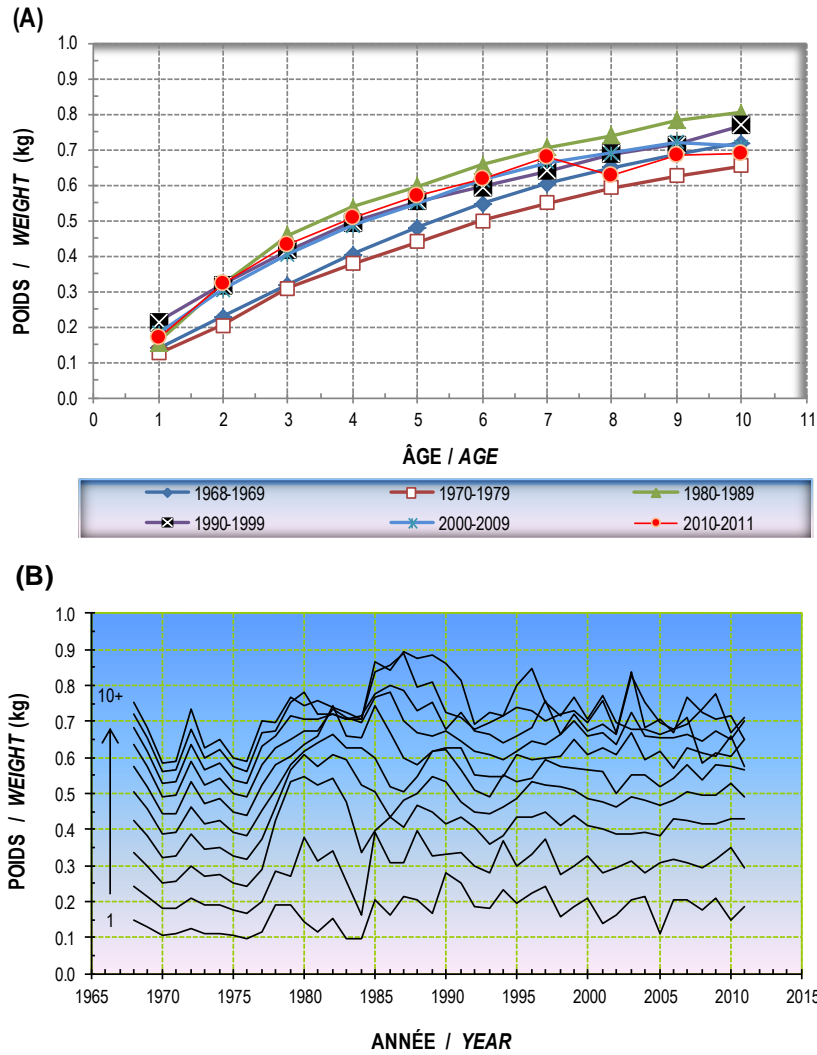 (A)
POIDS / WEIGHT (kg)
1.0
0.9
0.8
0.7
0.6
0.5
0.4
0.3
0.2
0.1
0.0
0 1 2 3 4 5 6 7 8 9 10 11
ÂGE / AGE
1968-1969 1970-1979 1980-1989
1990-1999 2000-2009 2010-2011
(B)
POIDS / WEIGHT (kg)
1.0
0.9
0.8
0.7
0.6
0.5
0.4
0.3
0.2
0.1
0.0
10+
1
1965 1970 1975 1980 1985 1990 1995 2000 2005 2010 2015
ANNÉE / YEAR